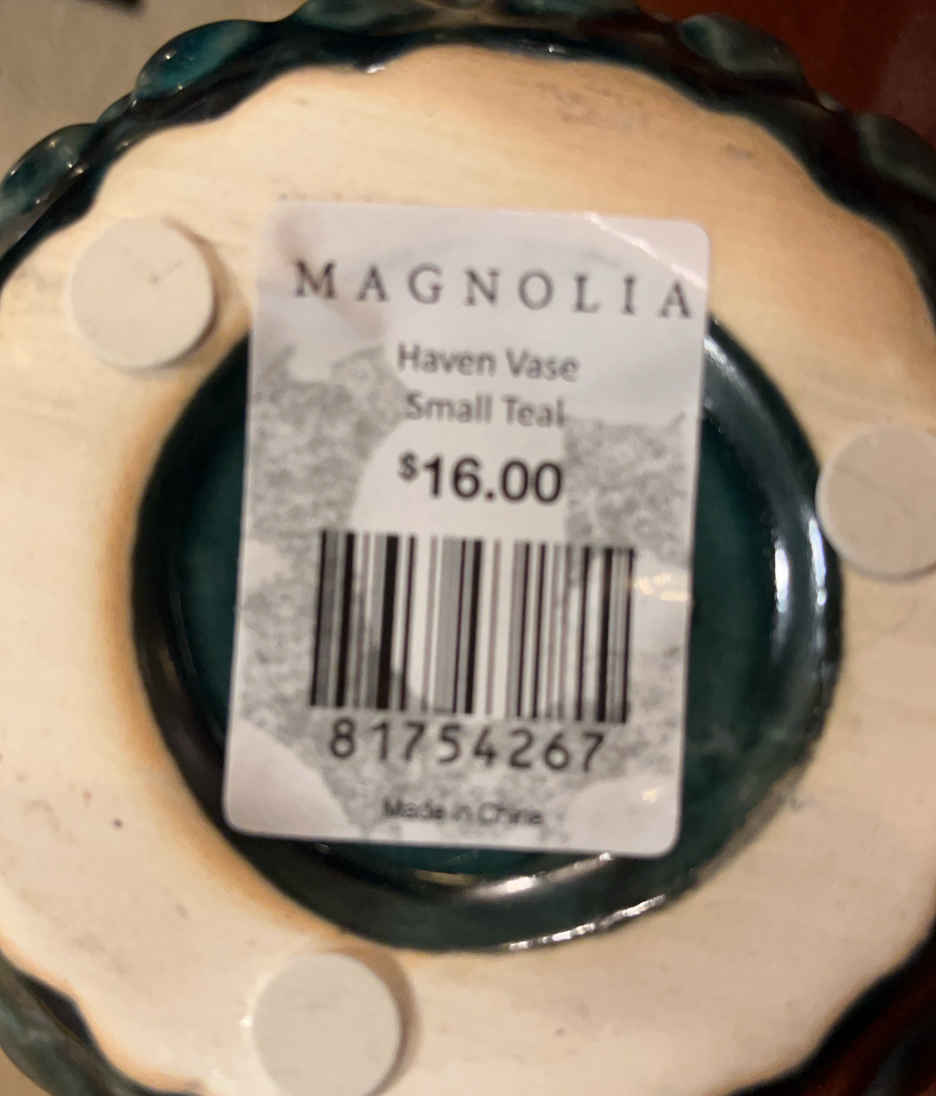 MAGNOLIA
Haven Vase
Small Teal
$16.00
81754267
Made in China